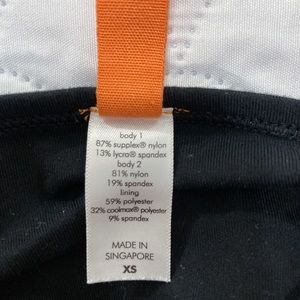 body 1
87% supplex® nylon
13% lycra® spandex
body 2
81% nylon
19% spandex
lining
59% polyester
32% coolmax® polyester
9% spandex
MADE IN
SINGAPORE
XS